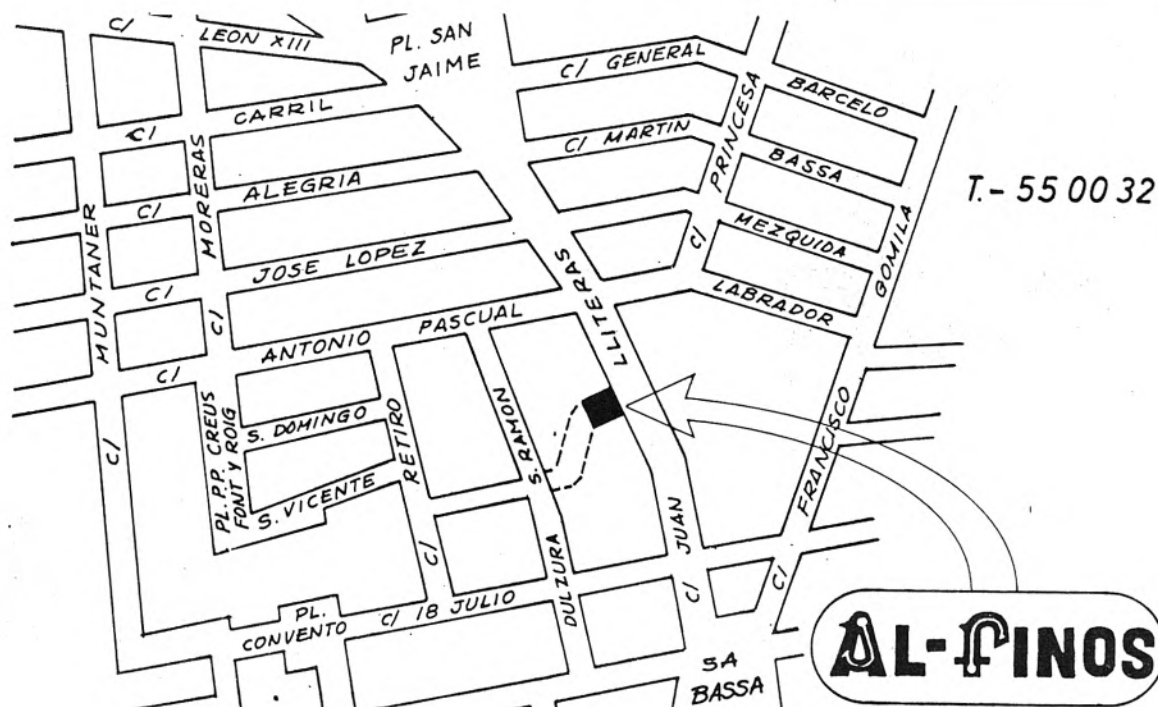 C/ LEON XIII
PL. SAN
JAIME
C/ GENERAL BARCELO
C/ CARRIL
C/ MARTIN BASSA
C/ ALEGRIA
C/ PRINCESA
MEZQUIDA
C/ JOSE LOPEZ
LABRADOR
C/ ANTONIO PASCUAL
C/ MUNTANER
C/ MORERAS
PL. P.P. CREUS
FONT Y ROIG
S. DOMINGO
S. VICENTE
C/ RETIRO
S. RAMON
DULZURA
C/ JUAN LLITERAS
C/ FRANCISCO GOMILA
C/ 18 JULIO
PL.
CONVENTO
SA
BASSA
T.- 55 00 32
AL-FINOS